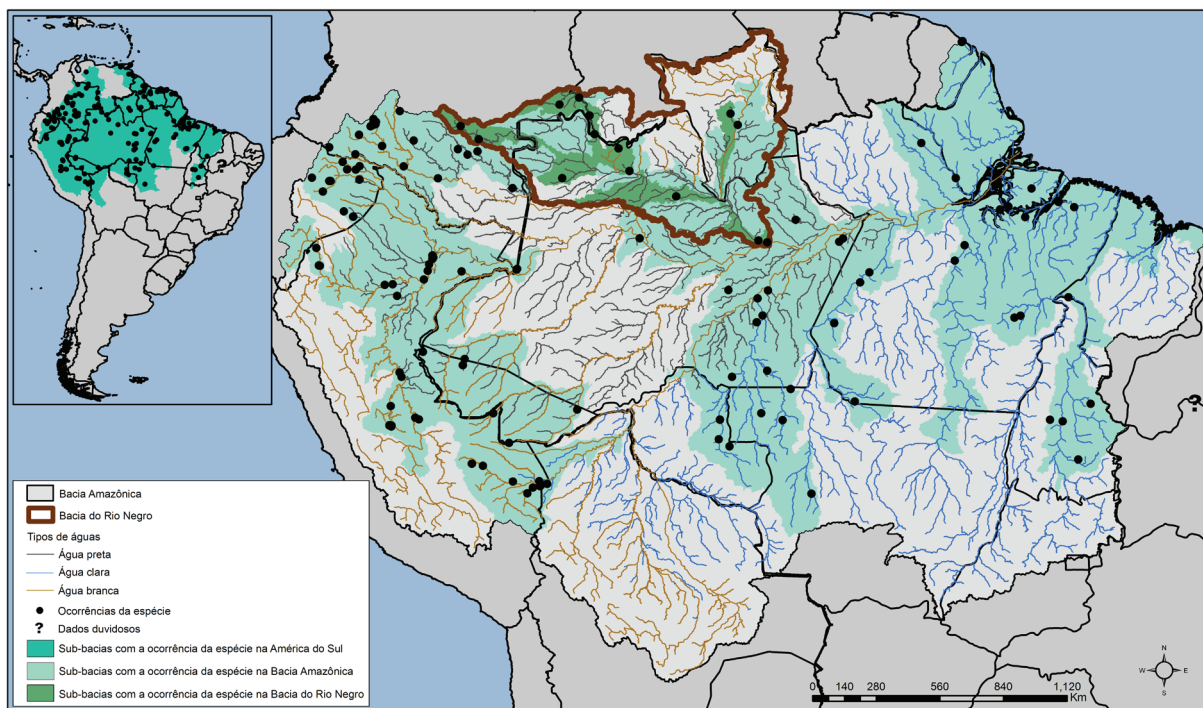 Bacia Amazônica
Bacia do Rio Negro
Tipos de águas
Água preta
Água clara
Água branca
Ocorrências da espécie
? Dados duvidosos
Sub-bacias com a ocorrência da espécie na América do Sul
Sub-bacias com a ocorrência da espécie na Bacia Amazônica
Sub-bacias com a ocorrência da espécie na Bacia do Rio Negro
?
N
W E
S
0 140 280 560 840 1,120
Km